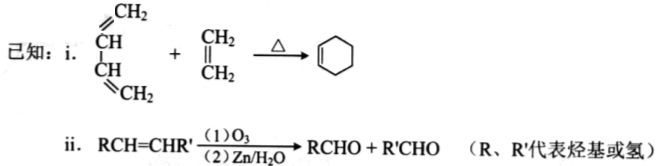 已知: i. CH₂ CH CH CH₂ + CH₂ CH₂ △
ii. RCH=CHR' (1)O₃ (2)Zn/H₂O RCHO + R'CHO (R、R'代表烃基或氢)